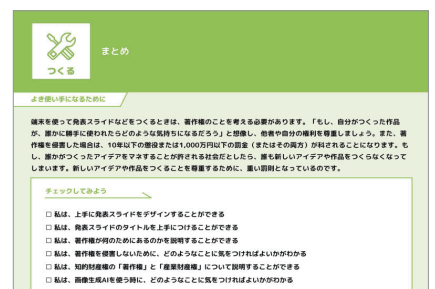 まとめ
つくる
よき使い手になるために
端末を使って発表スライドなどをつくるときは、著作権のことを考える必要があります。「もし、自分がつくった作品
が、誰かに勝手に使われたらどのような気持ちになるだろう」と想像し、他者や自分の権利を尊重しましょう。また、著
作権を侵害した場合は、10年以下の懲役または1,000万円以下の罰金（またはその両方）が科されることになります。も
し、誰かがつくったアイデアをマネすることが許される社会だとしたら、誰も新しいアイデアや作品をつくらなくなって
しまいます。新しいアイデアや作品をつくることを尊重するために、重い罰則となっているのです。
チェックしてみよう
□ 私は、上手に発表スライドをデザインすることができる
□ 私は、発表スライドのタイトルを上手につけることができる
□ 私は、著作権が何のためにあるのかを説明することができる
□ 私は、著作権を侵害しないために、どのようなことに気をつければよいかがわかる
□ 私は、知的財産権の「著作権」と「産業財産権」について説明することができる
□ 私は、画像生成AIを使う時に、どのようなことに気をつければよいかがわかる